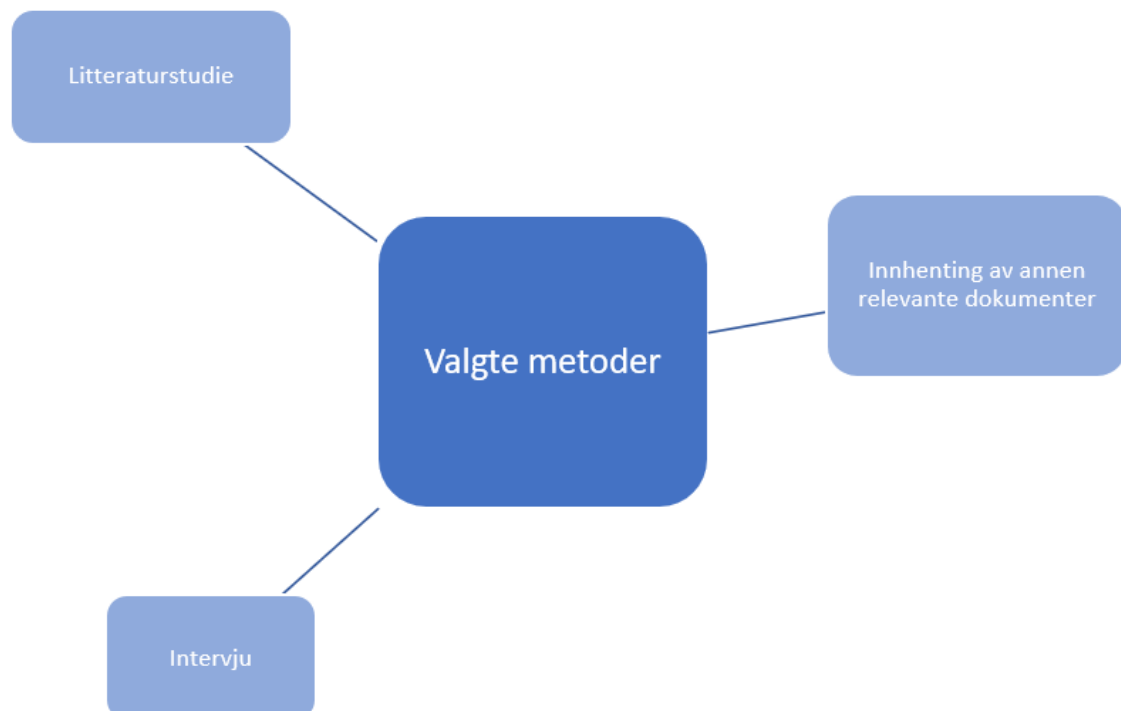 Litteraturstudie
Innhenting av annen
relevante dokumenter
Valgte metoder
Intervju